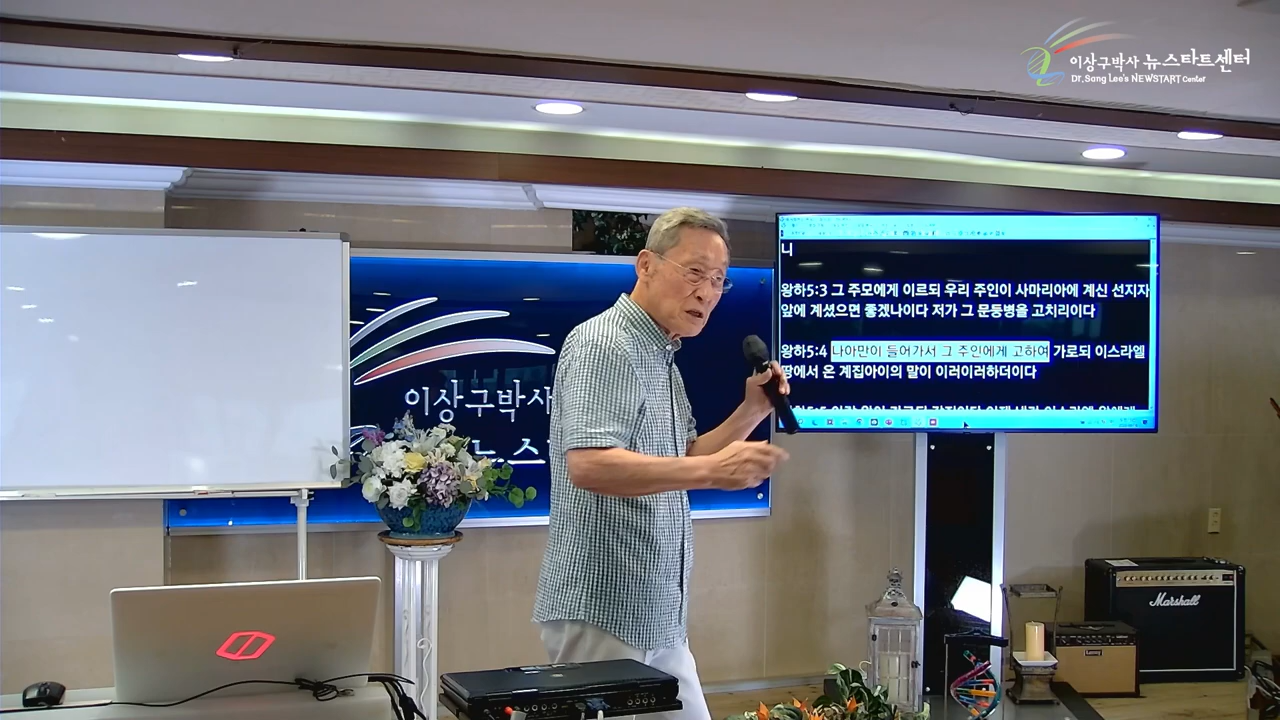 이상구박사 뉴스타트센터
Dr. Sang Lee's NEWSTART Center
니
왕하5:3 그 주모에게 이르되 우리 주인이 사마리아에 계신 선지자
앞에 계셨으면 좋겠나이다 저가 그 문둥병을 고치리이다
왕하5:4 나아만이 들어가서 그 주인에게 고하여 가로되 이스라엘
땅에서 온 계집아이의 말이 이러이러하더이다
이상구박사
뉴스
Marshall